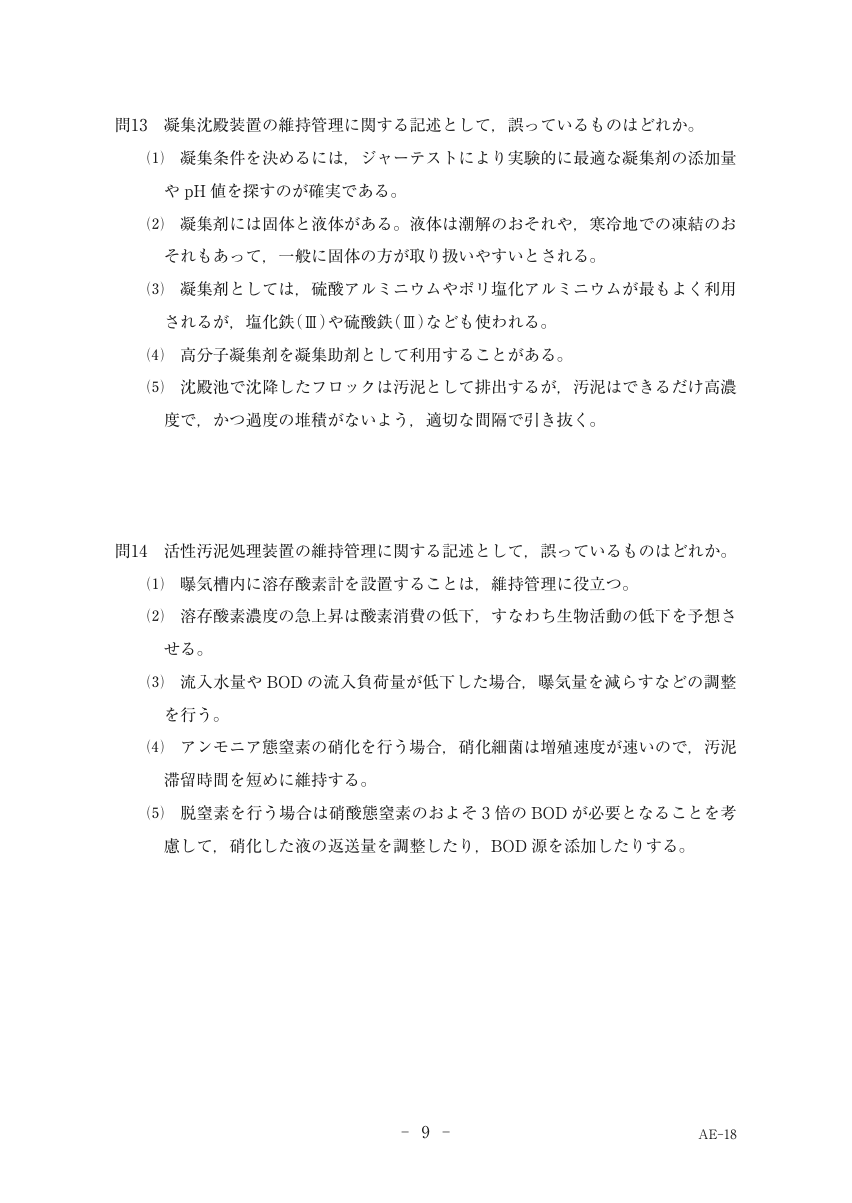 問13　凝集沈殿装置の維持管理に関する記述として，誤っているものはどれか。
⑴　凝集条件を決めるには，ジャーテストにより実験的に最適な凝集剤の添加量
や pH 値を探すのが確実である。
⑵　凝集剤には固体と液体がある。液体は潮解のおそれや，寒冷地での凍結のお
それもあって，一般に固体の方が取り扱いやすいとされる。
⑶　凝集剤としては，硫酸アルミニウムやポリ塩化アルミニウムが最もよく利用
されるが，塩化鉄(Ⅲ)や硫酸鉄(Ⅲ)なども使われる。
⑷　高分子凝集剤を凝集助剤として利用することがある。
⑸　沈殿池で沈降したフロックは汚泥として排出するが，汚泥はできるだけ高濃
度で，かつ過度の堆積がないよう，適切な間隔で引き抜く。
問14　活性汚泥処理装置の維持管理に関する記述として，誤っているものはどれか。
⑴　曝気槽内に溶存酸素計を設置することは，維持管理に役立つ。
⑵　溶存酸素濃度の急上昇は酸素消費の低下，すなわち生物活動の低下を予想さ
せる。
⑶　流入水量や BOD の流入負荷量が低下した場合，曝気量を減らすなどの調整
を行う。
⑷　アンモニア態窒素の硝化を行う場合，硝化細菌は増殖速度が速いので，汚泥
滞留時間を短めに維持する。
⑸　脱窒素を行う場合は硝酸態窒素のおよそ 3 倍の BOD が必要となることを考
慮して，硝化した液の返送量を調整したり，BOD 源を添加したりする。
－ 9 －
AE−18